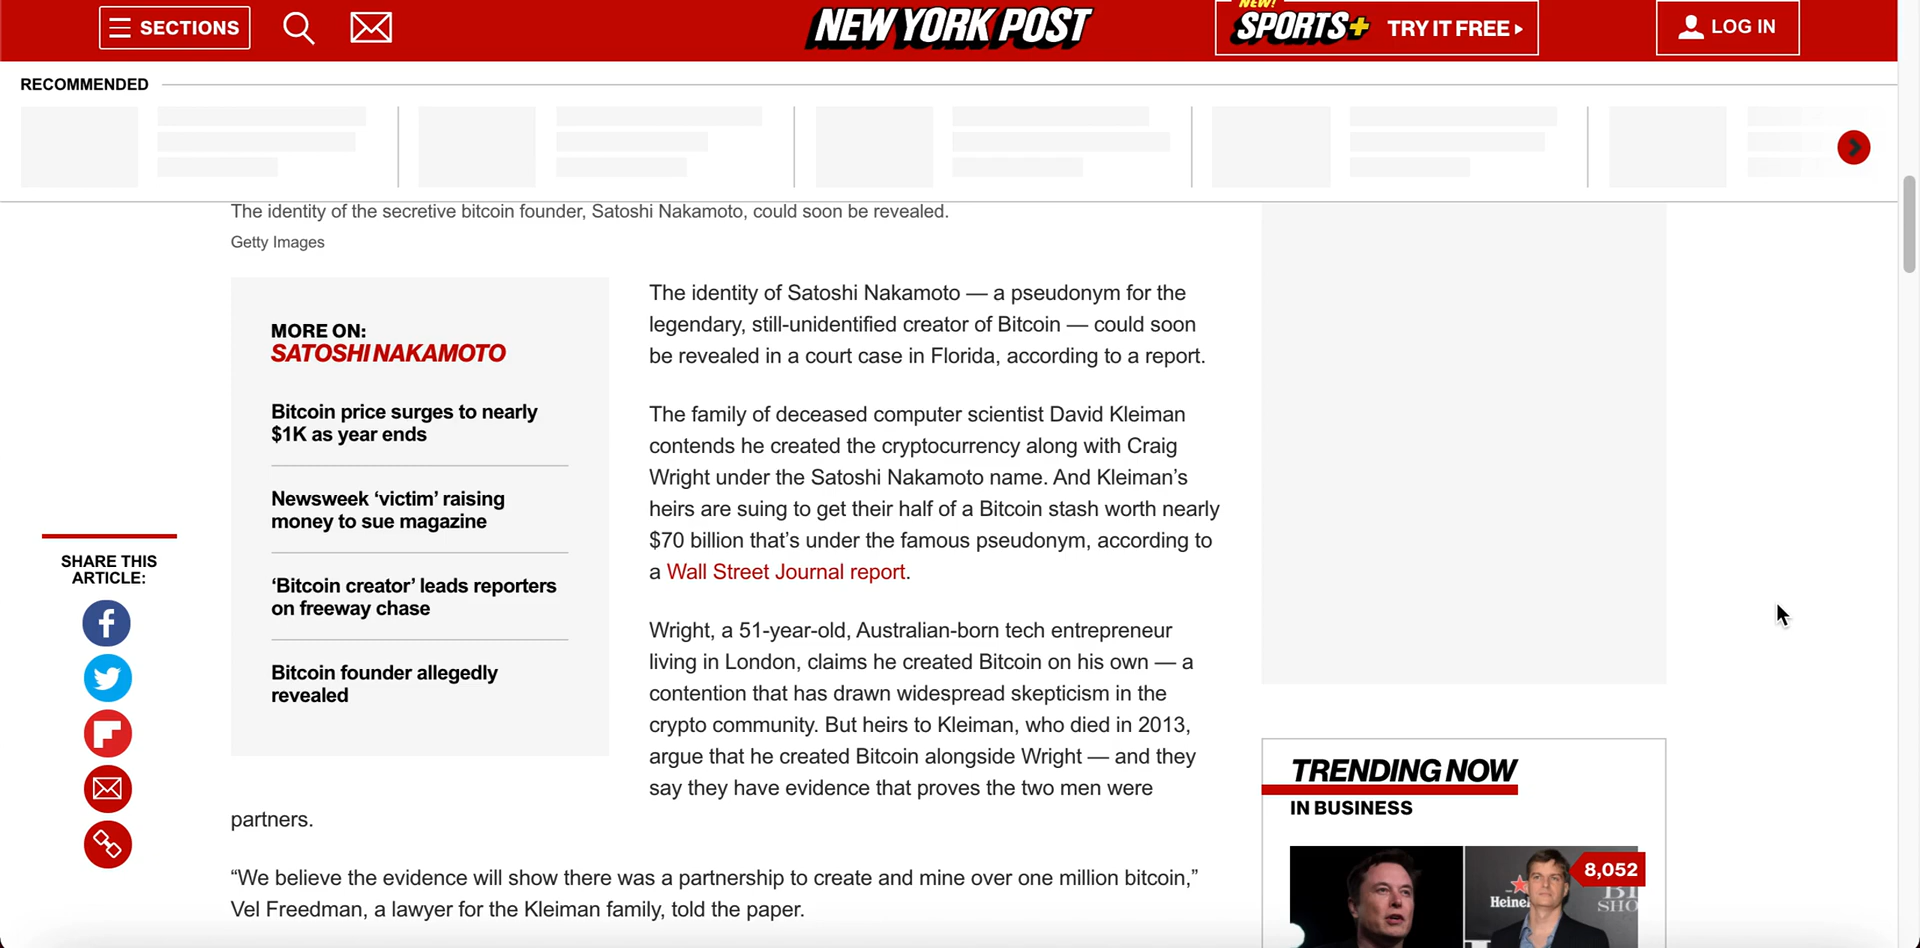 SECTIONS
NEW YORK POST
NEW!
SPORTS+
TRY IT FREE
LOG IN
RECOMMENDED
The identity of the secretive bitcoin founder, Satoshi Nakamoto, could soon be revealed.
Getty Images
MORE ON:
SATOSHI NAKAMOTO
Bitcoin price surges to nearly
$1K as year ends
Newsweek ‘victim’ raising
money to sue magazine
‘Bitcoin creator’ leads reporters
on freeway chase
Bitcoin founder allegedly
revealed
SHARE THIS
ARTICLE:
The identity of Satoshi Nakamoto — a pseudonym for the
legendary, still-unidentified creator of Bitcoin — could soon
be revealed in a court case in Florida, according to a report.
The family of deceased computer scientist David Kleiman
contends he created the cryptocurrency along with Craig
Wright under the Satoshi Nakamoto name. And Kleiman’s
heirs are suing to get their half of a Bitcoin stash worth nearly
$70 billion that’s under the famous pseudonym, according to
a Wall Street Journal report.
Wright, a 51-year-old, Australian-born tech entrepreneur
living in London, claims he created Bitcoin on his own — a
contention that has drawn widespread skepticism in the
crypto community. But heirs to Kleiman, who died in 2013,
argue that he created Bitcoin alongside Wright — and they
say they have evidence that proves the two men were
partners.
“We believe the evidence will show there was a partnership to create and mine over one million bitcoin,”
Vel Freedman, a lawyer for the Kleiman family, told the paper.
TRENDING NOW
IN BUSINESS
8,052